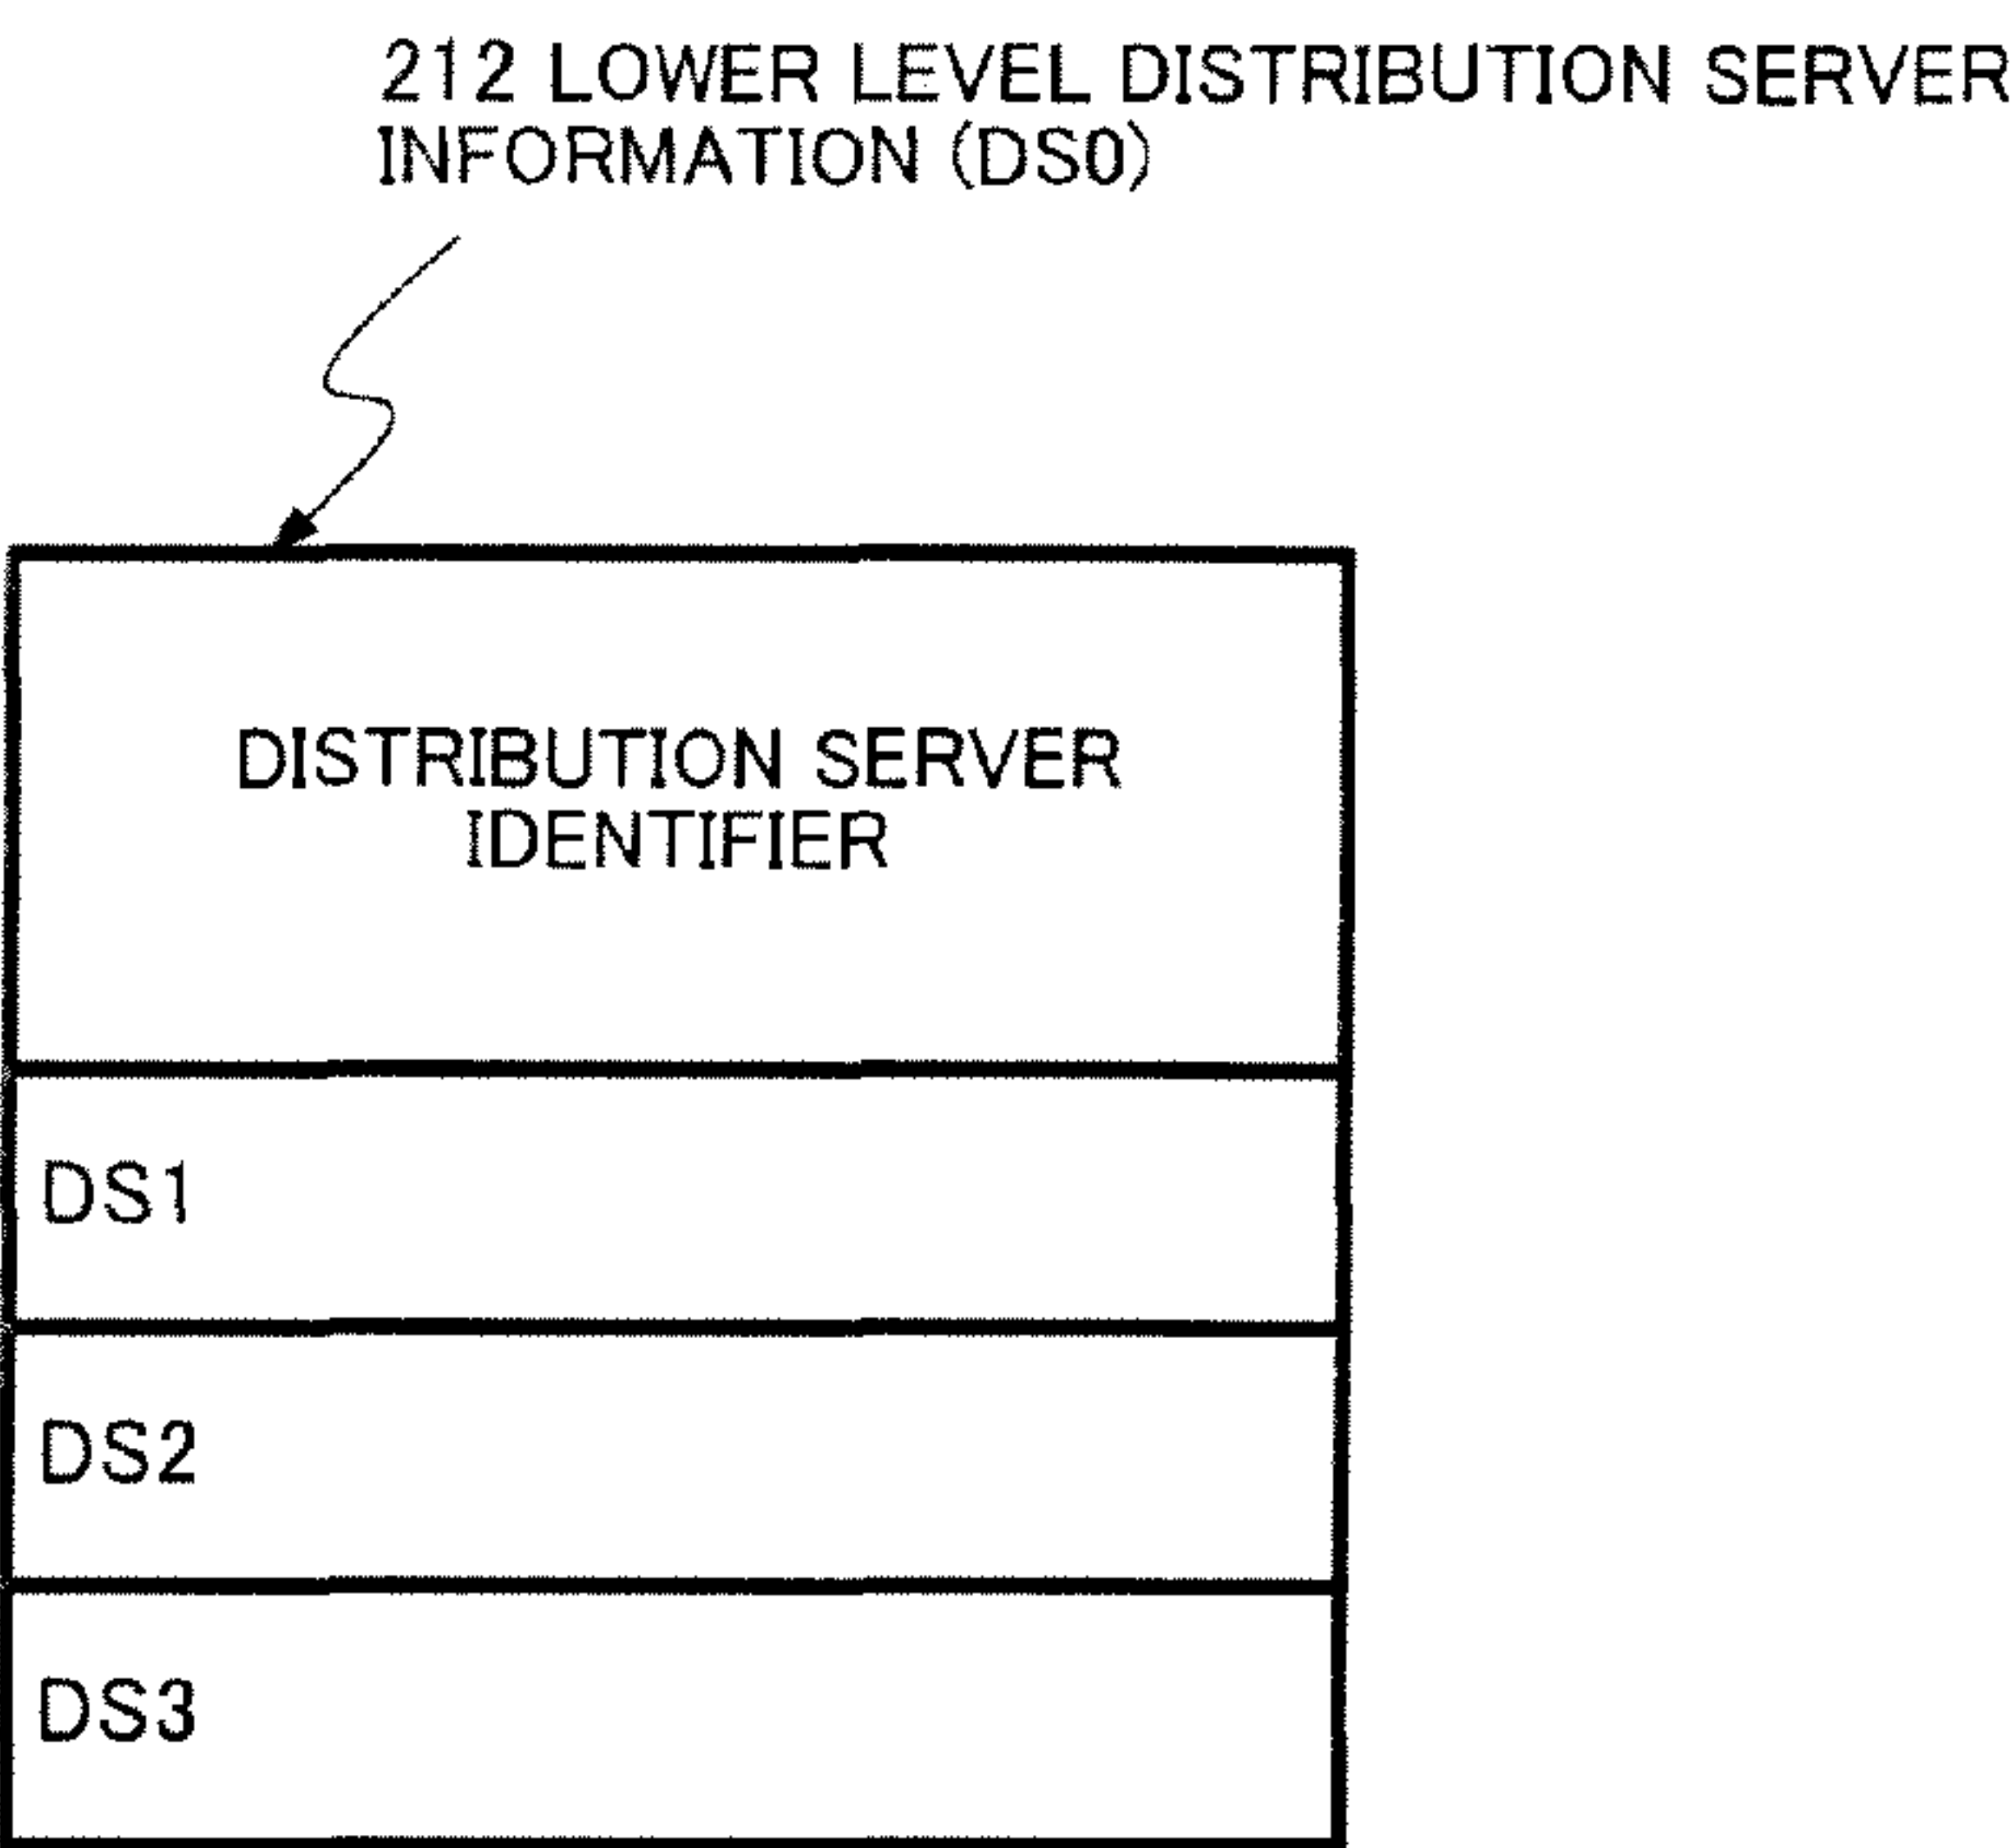 212 LOWER LEVEL DISTRIBUTION SERVER
INFORMATION (DS0)
DISTRIBUTION SERVER
IDENTIFIER
DS1
DS2
DS3